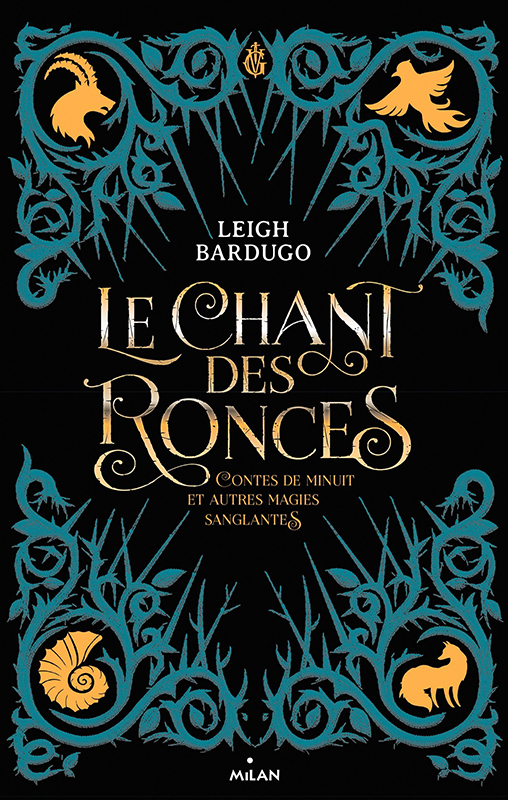 LEIGH
BARDUGO
LE CHANT
DES
RONCES
CONTES DE MINUIT
ET AUTRES MAGIES
SANGLANTES
MiLAN